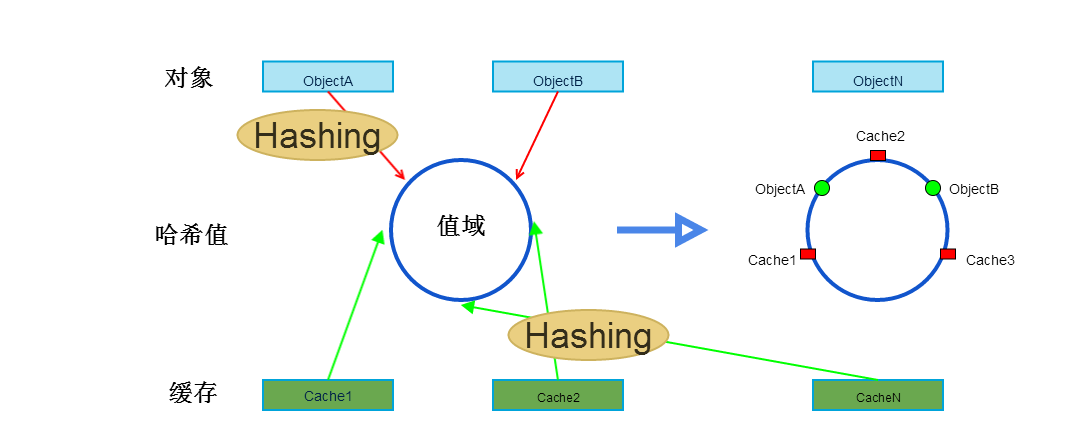 对象
ObjectA
ObjectB
ObjectN
Hashing
Cache2
ObjectA
ObjectB
哈希值
值域
Cache1
Cache3
Hashing
缓存
Cache1
Cache2
CacheN